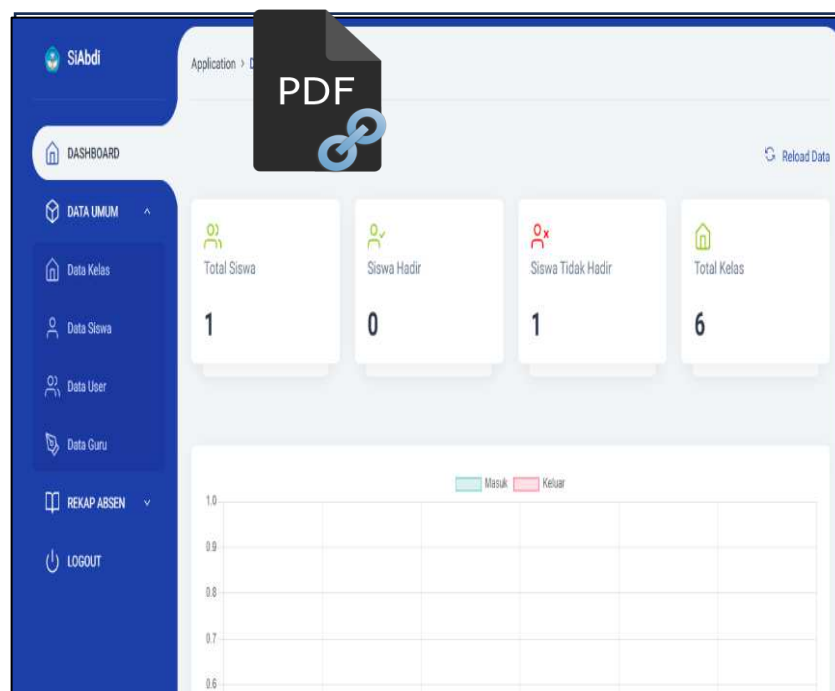 SiAbdi
Application >
PDF
DASHBOARD
Reload Data
DATA UMUM
Data Kelas
Data Siswa
Data User
Data Guru
REKAP ABSEN
LOGOUT
Total Siswa
1
Siswa Hadir
0
Siswa Tidak Hadir
1
Total Kelas
6
Masuk Keluar
1.0
0.9
0.8
0.7
0.6